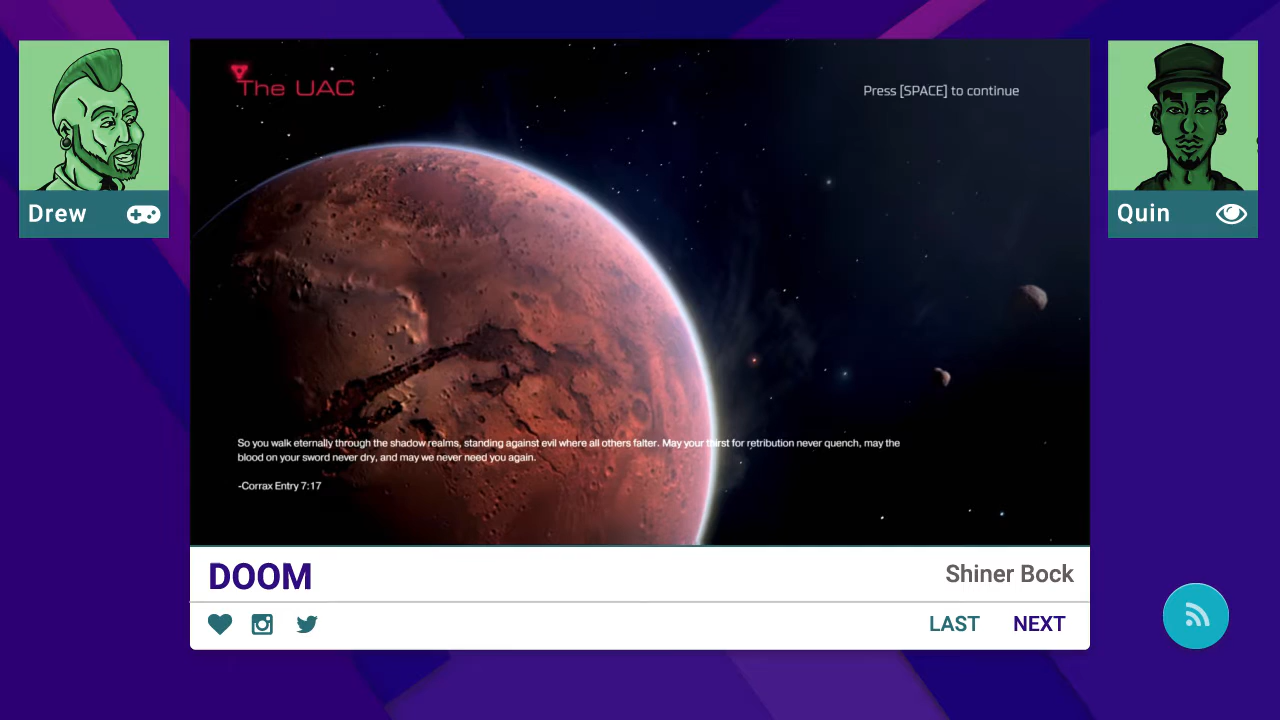 The UAC
Press [SPACE] to continue
Drew
Quin
So you walk eternally through the shadow realms, standing against evil where all others falter. May your thirst for retribution never quench, may the
blood on your sword never dry, and may we never need you again.
-Corrax Entry 7:17
DOOM
Shiner Bock
LAST
NEXT